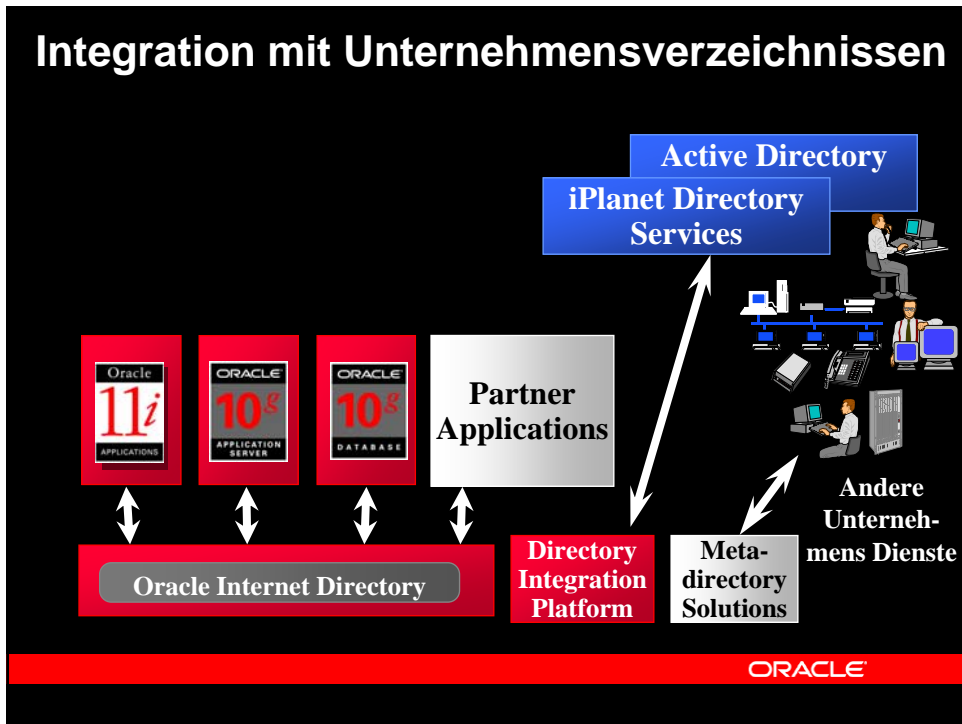 Integration mit Unternehmensverzeichnissen
Active Directory
iPlanet Directory
Services
Oracle
11i
APPLICATIONS
ORACLE
10g
APPLICATION
SERVER
ORACLE
10g
DATABASE
Partner
Applications
Andere
Unterneh-
mens Dienste
Oracle Internet Directory
Directory
Integration
Platform
Meta-
directory
Solutions
ORACLE